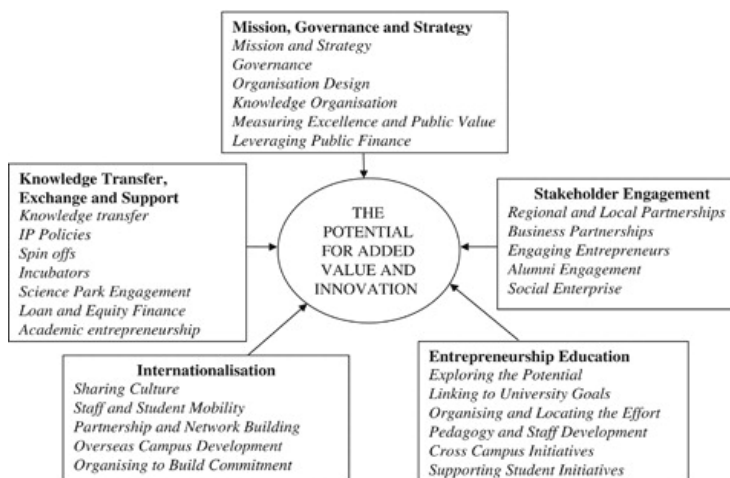 Mission, Governance and Strategy
Mission and Strategy
Governance
Organisation Design
Knowledge Organisation
Measuring Excellence and Public Value
Leveraging Public Finance
Knowledge Transfer,
Exchange and Support
Knowledge transfer
IP Policies
Spin offs
Incubators
Science Park Engagement
Loan and Equity Finance
Academic entrepreneurship
THE
POTENTIAL
FOR ADDED
VALUE AND
INNOVATION
Stakeholder Engagement
Regional and Local Partnerships
Business Partnerships
Engaging Entrepreneurs
Alumni Engagement
Social Enterprise
Internationalisation
Sharing Culture
Staff and Student Mobility
Partnership and Network Building
Overseas Campus Development
Organising to Build Commitment
Entrepreneurship Education
Exploring the Potential
Linking to University Goals
Organising and Locating the Effort
Pedagogy and Staff Development
Cross Campus Initiatives
Supporting Student Initiatives